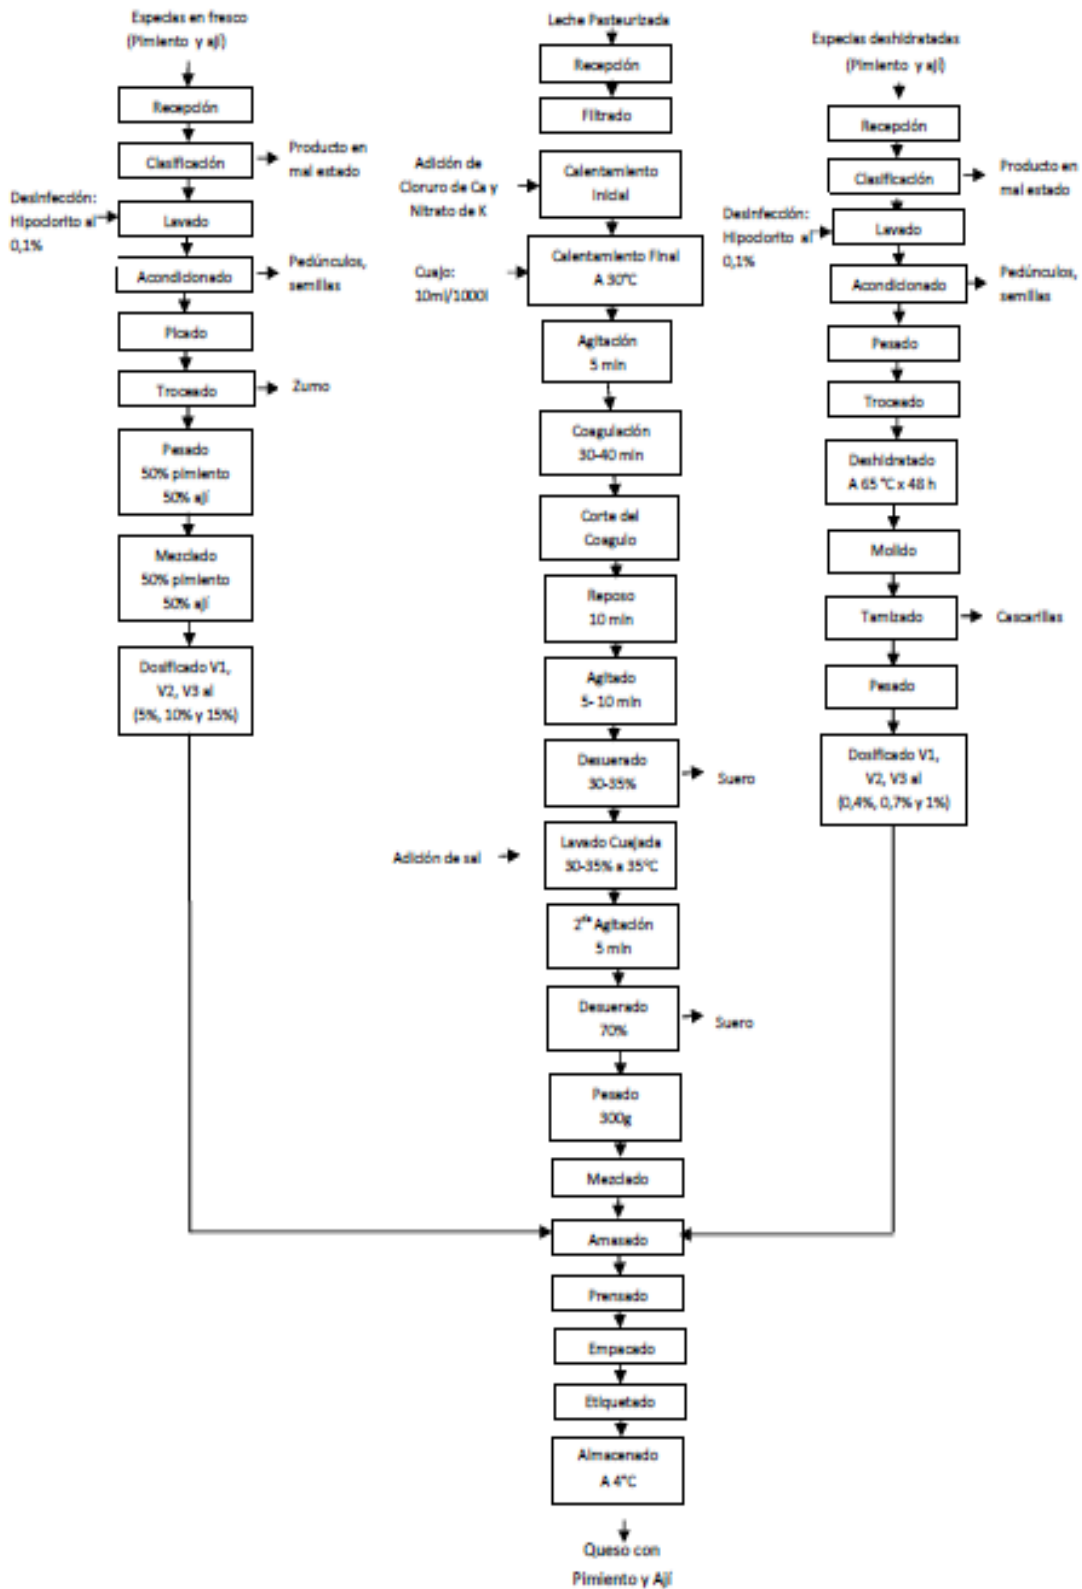 Especias en fresco
(Pimiento y ají)
Recepción
Clasificación
Producto en
mal estado
Desinfección:
Hipoclorito al
0,1%
Lavado
Acondicionado
Pedúnculos,
semillas
Picado
Troceado
Zumo
Pesado
50% pimiento
50% ají
Mezclado
50% pimiento
50% ají
Dosificado V1,
V2, V3 al
(5%, 10% y 15%)
Leche Pasteurizada
Recepción
Filtrado
Adición de
Cloruro de Ca y
Nitrato de K
Calentamiento
Inicial
Cuajo:
10ml/1000l
Calentamiento Final
A 30°C
Agitación
5 min
Coagulación
30-40 min
Corte del
Coagulo
Reposo
10 min
Agitado
5- 10 min
Desuerado
30-35%
Suero
Adición de sal
Lavado Cuajada
30-35% a 35°C
2da Agitación
5 min
Desuerado
70%
Suero
Pesado
300g
Mezclado
Amasado
Prensado
Empacado
Etiquetado
Almacenado
A 4°C
Queso con
Pimiento y Ají
Especias deshidratadas
(Pimiento y ají)
Recepción
Clasificación
Producto en
mal estado
Desinfección:
Hipoclorito al
0,1%
Lavado
Acondicionado
Pedúnculos,
semillas
Pesado
Troceado
Deshidratado
A 65 °C x 48 h
Molido
Tamizado
Cascarillas
Pesado
Dosificado V1,
V2, V3 al
(0,4%, 0,7% y 1%)